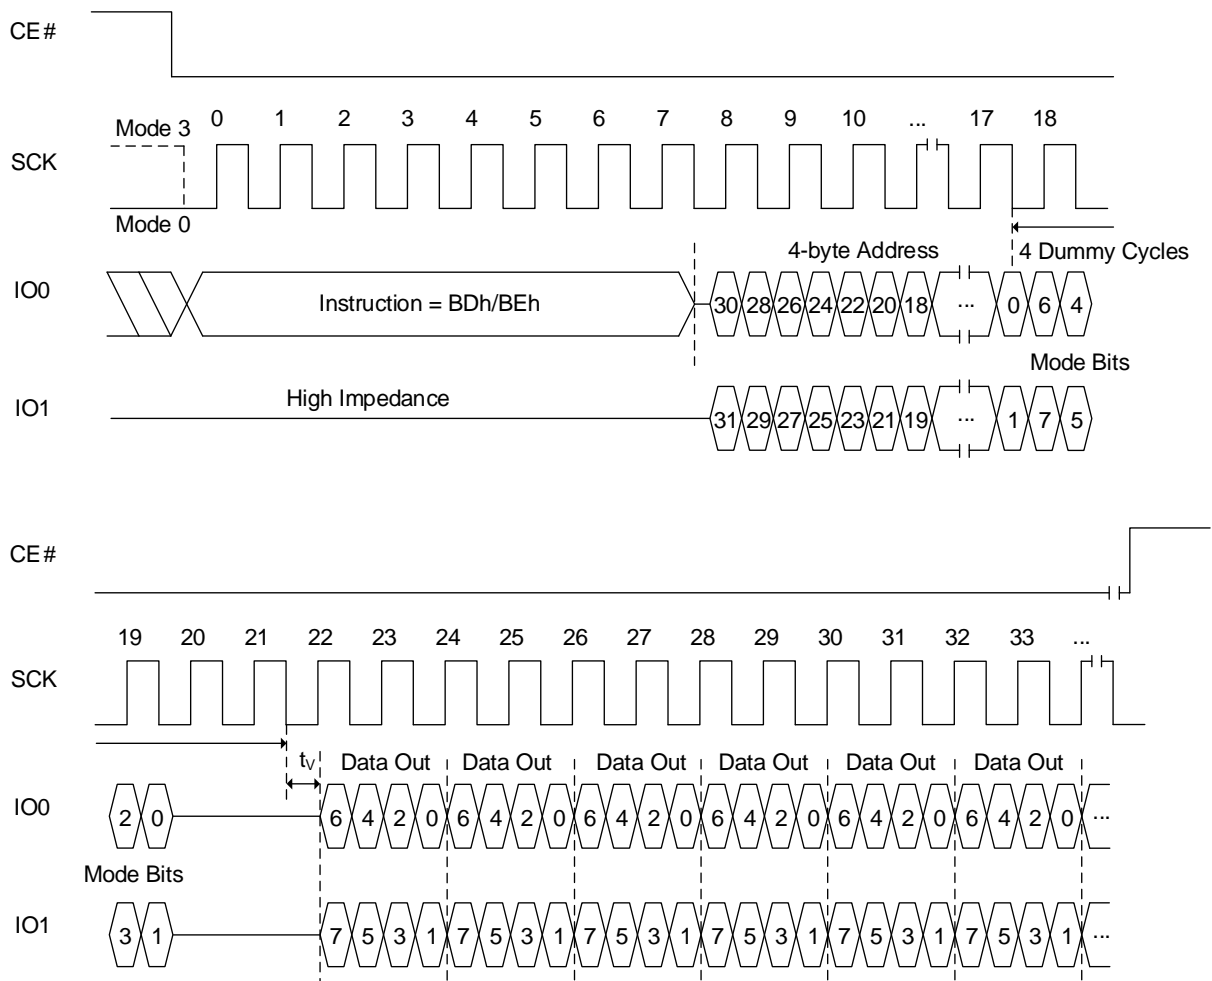 CE#
Mode 3 0 1 2 3 4 5 6 7 8 9 10 ... 17 18
SCK
Mode 0
4-byte Address 4 Dummy Cycles
IO0 Instruction = BDh/BEh 30 28 26 24 22 20 18 ... 0 6 4
Mode Bits
High Impedance
IO1 31 29 27 25 23 21 19 ... 1 7 5
CE#
19 20 21 22 23 24 25 26 27 28 29 30 31 32 33 ...
SCK
tV Data Out Data Out Data Out Data Out Data Out Data Out
IO0 2 0 6 4 2 0 6 4 2 0 6 4 2 0 6 4 2 0 6 4 2 0 6 4 2 0 ...
Mode Bits
IO1 3 1 7 5 3 1 7 5 3 1 7 5 3 1 7 5 3 1 7 5 3 1 7 5 3 1 ...